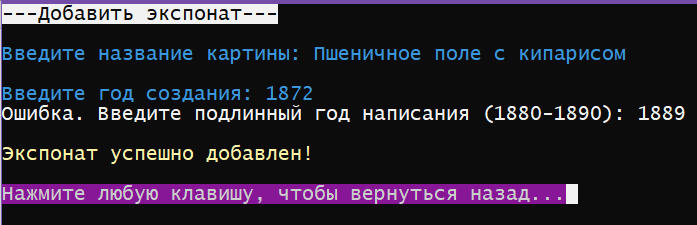 ---Добавить экспонат---
Введите название картины: Пшеничное поле с кипарисом
Введите год создания: 1872
Ошибка. Введите подлинный год написания (1880-1890): 1889
Экспонат успешно добавлен!
Нажмите любую клавишу, чтобы вернуться назад...